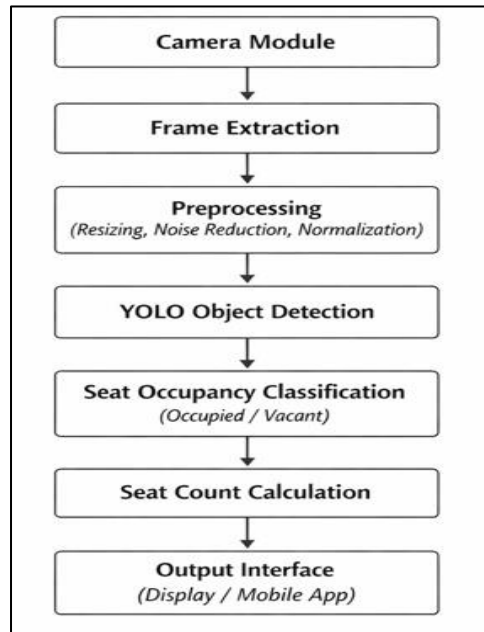 Camera Module
Frame Extraction
Preprocessing
(Resizing, Noise Reduction, Normalization)
YOLO Object Detection
Seat Occupancy Classification
(Occupied / Vacant)
Seat Count Calculation
Output Interface
(Display / Mobile App)